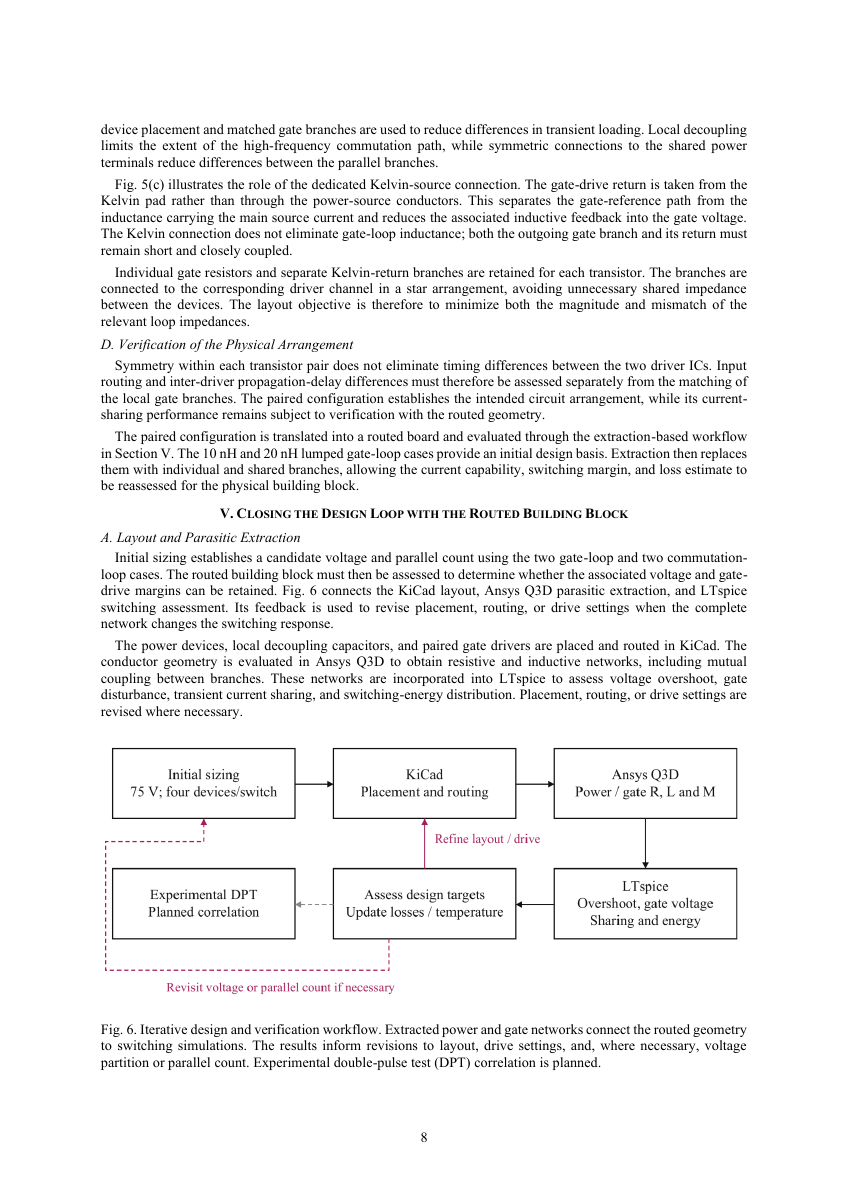 device placement and matched gate branches are used to reduce differences in transient loading. Local decoupling
limits the extent of the high-frequency commutation path, while symmetric connections to the shared power
terminals reduce differences between the parallel branches.
Fig. 5(c) illustrates the role of the dedicated Kelvin-source connection. The gate-drive return is taken from the
Kelvin pad rather than through the power-source conductors. This separates the gate-reference path from the
inductance carrying the main source current and reduces the associated inductive feedback into the gate voltage.
The Kelvin connection does not eliminate gate-loop inductance; both the outgoing gate branch and its return must
remain short and closely coupled.
Individual gate resistors and separate Kelvin-return branches are retained for each transistor. The branches are
connected to the corresponding driver channel in a star arrangement, avoiding unnecessary shared impedance
between the devices. The layout objective is therefore to minimize both the magnitude and mismatch of the
relevant loop impedances.
D. Verification of the Physical Arrangement
Symmetry within each transistor pair does not eliminate timing differences between the two driver ICs. Input
routing and inter-driver propagation-delay differences must therefore be assessed separately from the matching of
the local gate branches. The paired configuration establishes the intended circuit arrangement, while its current-
sharing performance remains subject to verification with the routed geometry.
The paired configuration is translated into a routed board and evaluated through the extraction-based workflow
in Section V. The 10 nH and 20 nH lumped gate-loop cases provide an initial design basis. Extraction then replaces
them with individual and shared branches, allowing the current capability, switching margin, and loss estimate to
be reassessed for the physical building block.
V. CLOSING THE DESIGN LOOP WITH THE ROUTED BUILDING BLOCK
A. Layout and Parasitic Extraction
Initial sizing establishes a candidate voltage and parallel count using the two gate-loop and two commutation-
loop cases. The routed building block must then be assessed to determine whether the associated voltage and gate-
drive margins can be retained. Fig. 6 connects the KiCad layout, Ansys Q3D parasitic extraction, and LTspice
switching assessment. Its feedback is used to revise placement, routing, or drive settings when the complete
network changes the switching response.
The power devices, local decoupling capacitors, and paired gate drivers are placed and routed in KiCad. The
conductor geometry is evaluated in Ansys Q3D to obtain resistive and inductive networks, including mutual
coupling between branches. These networks are incorporated into LTspice to assess voltage overshoot, gate
disturbance, transient current sharing, and switching-energy distribution. Placement, routing, or drive settings are
revised where necessary.
Initial sizing
75 V; four devices/switch
KiCad
Placement and routing
Ansys Q3D
Power / gate R, L and M
Refine layout / drive
Experimental DPT
Planned correlation
Assess design targets
Update losses / temperature
LTspice
Overshoot, gate voltage
Sharing and energy
Revisit voltage or parallel count if necessary
Fig. 6. Iterative design and verification workflow. Extracted power and gate networks connect the routed geometry
to switching simulations. The results inform revisions to layout, drive settings, and, where necessary, voltage
partition or parallel count. Experimental double-pulse test (DPT) correlation is planned.
8